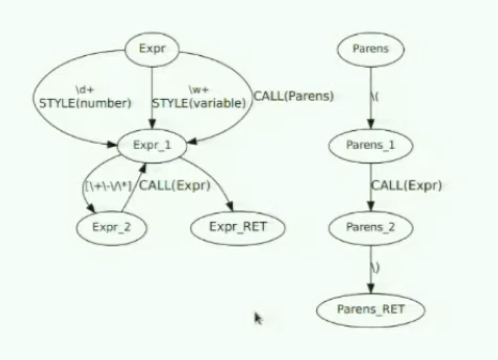 Expr
Parens
\d+
STYLE(number)
\w+
STYLE(variable)
CALL(Parens)
\(
Expr_1
Parens_1
[\+\-\/\*]
CALL(Expr)
CALL(Expr)
Expr_2
Expr_RET
Parens_2
\)
Parens_RET